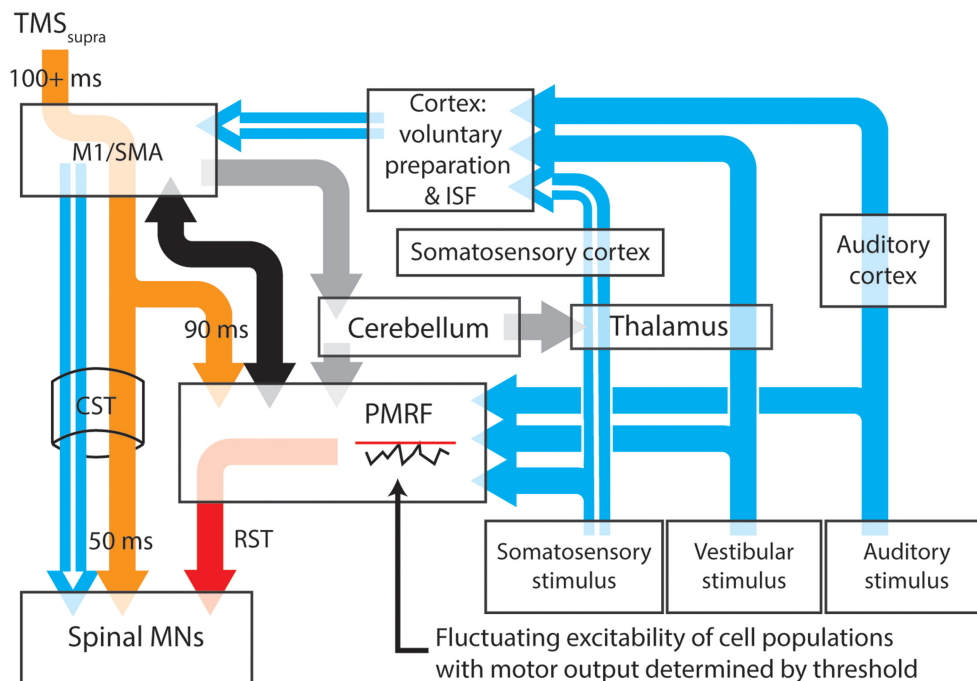 TMSsupra
100+ ms
M1/SMA
Cortex:
voluntary
preparation
& ISF
Somatosensory cortex
Auditory
cortex
90 ms
Cerebellum
Thalamus
CST
PMRF
50 ms
RST
Somatosensory
stimulus
Vestibular
stimulus
Auditory
stimulus
Spinal MNs
Fluctuating excitability of cell populations
with motor output determined by threshold